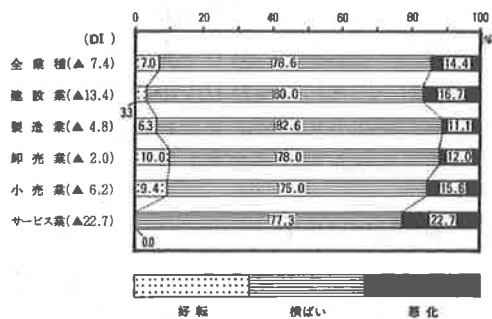 0 20 40 60 80 100
%
(DI)
全業種(▲ 7.4) 7.0 78.6 14.4
建設業(▲13.4) 3.3 80.0 16.7
製造業(▲ 4.8) 6.3 82.6 11.1
卸売業(▲ 2.0) 10.0 78.0 12.0
小売業(▲ 6.2) 9.4 75.0 15.6
サービス業(▲22.7) 77.3 22.7
0.0
好転 横ばい 悪化